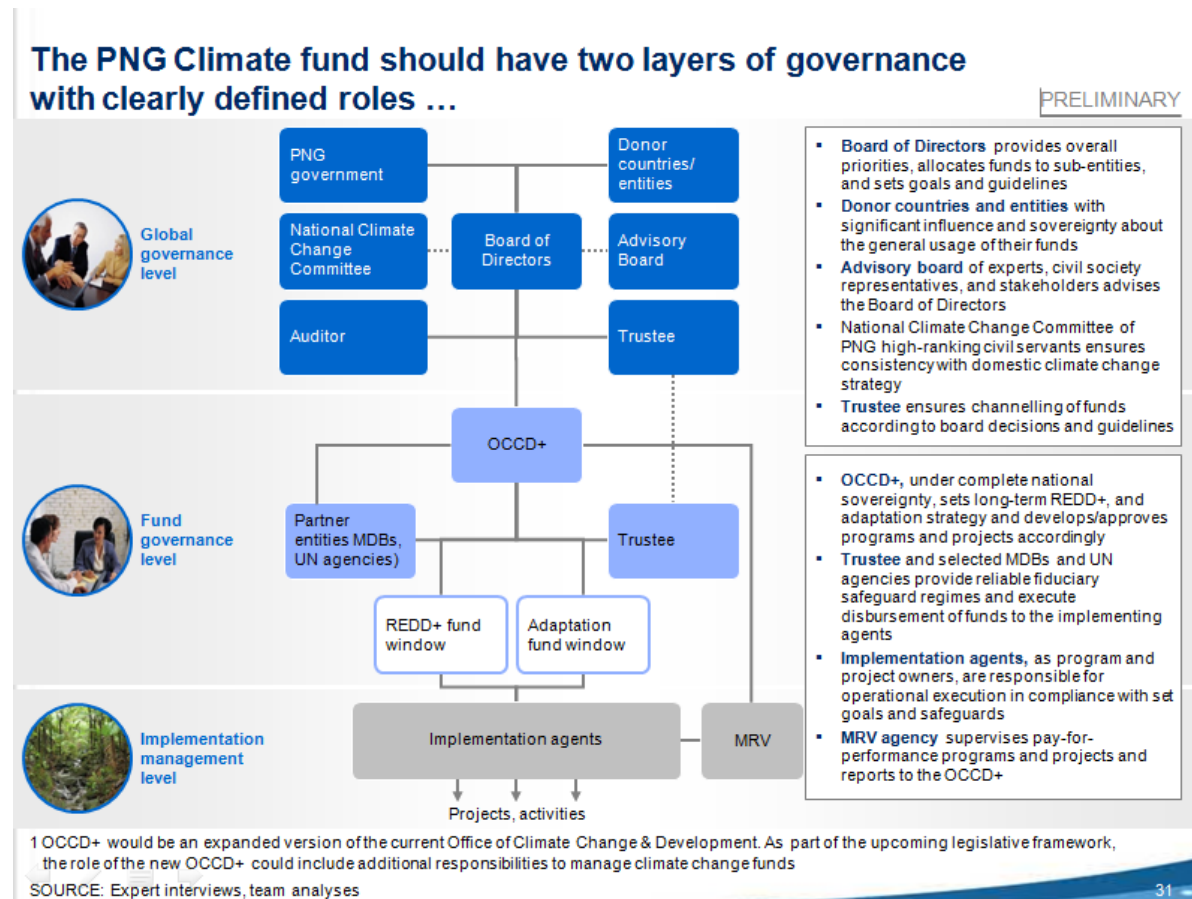 The PNG Climate fund should have two layers of governance
with clearly defined roles …
PRELIMINARY
Global
governance
level
PNG
government
Donor
countries/
entities
National Climate
Change
Committee
Board of
Directors
Advisory
Board
Auditor
Trustee
▪ Board of Directors provides overall
priorities, allocates funds to sub-entities,
and sets goals and guidelines
▪ Donor countries and entities with
significant influence and sovereignty about
the general usage of their funds
▪ Advisory board of experts, civil society
representatives, and stakeholders advises
the Board of Directors
▪ National Climate Change Committee of
PNG high-ranking civil servants ensures
consistency with domestic climate change
strategy
▪ Trustee ensures channelling of funds
according to board decisions and guidelines
Fund
governance
level
OCCD+
Partner
entities MDBs,
UN agencies)
Trustee
REDD+ fund
window
Adaptation
fund window
▪ OCCD+, under complete national
sovereignty, sets long-term REDD+, and
adaptation strategy and develops/approves
programs and projects accordingly
▪ Trustee and selected MDBs and UN
agencies provide reliable fiduciary
safeguard regimes and execute
disbursement of funds to the implementing
agents
▪ Implementation agents, as program and
project owners, are responsible for
operational execution in compliance with set
goals and safeguards
▪ MRV agency supervises pay-for-
performance programs and projects and
reports to the OCCD+
Implementation
management
level
Implementation agents
MRV
Projects, activities
1 OCCD+ would be an expanded version of the current Office of Climate Change & Development. As part of the upcoming legislative framework,
the role of the new OCCD+ could include additional responsibilities to manage climate change funds
SOURCE: Expert interviews, team analyses
31